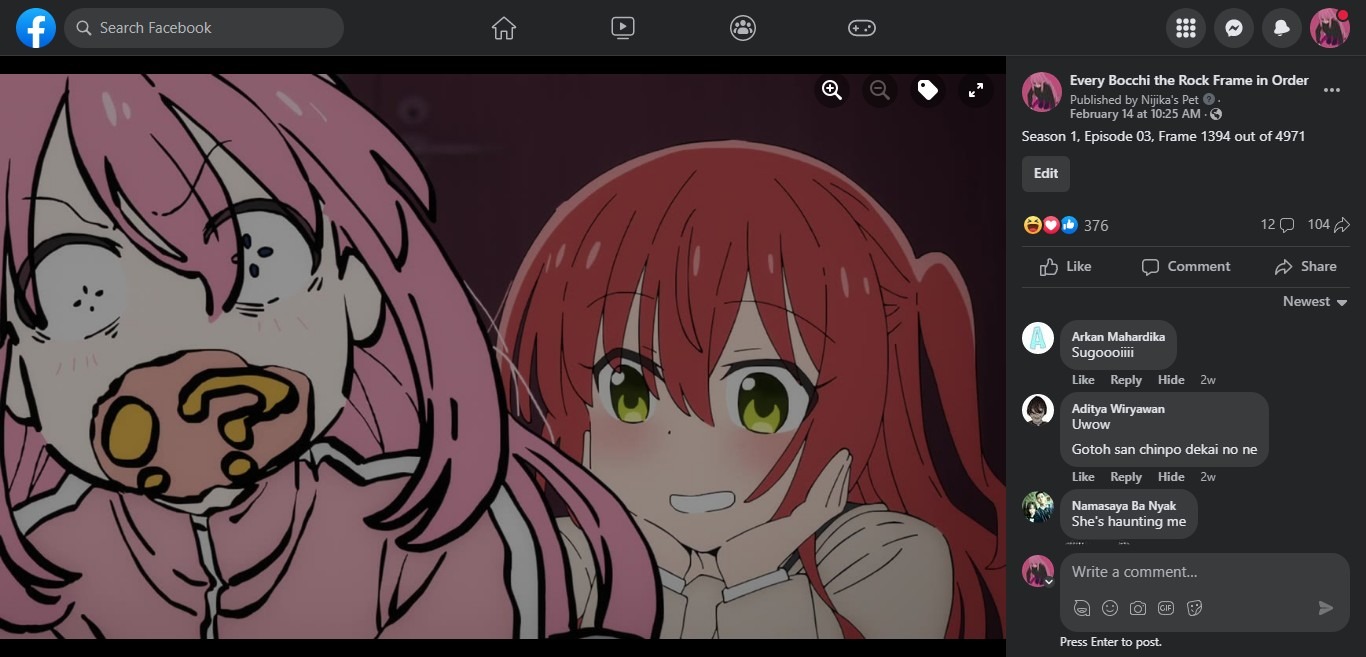 Search Facebook
Every Bocchi the Rock Frame in Order
Published by Nijika's Pet
February 14 at 10:25 AM ·
Season 1, Episode 03, Frame 1394 out of 4971
Edit
376
12
104
Like
Comment
Share
Newest
Arkan Mahardika
Sugoooiiii
Like Reply Hide 2w
Aditya Wiryawan
Uwow
Gotoh san chinpo dekai no ne
Like Reply Hide 2w
Namasaya Ba Nyak
She's haunting me
Write a comment...
GIF
Press Enter to post.